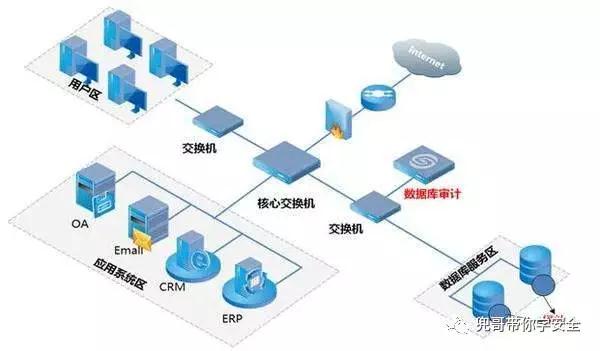 Internet
用户区
交换机
核心交换机
交换机
数据库审计
OA
Email
CRM
ERP
应用系统区
数据库服务区
兜哥带你学安全